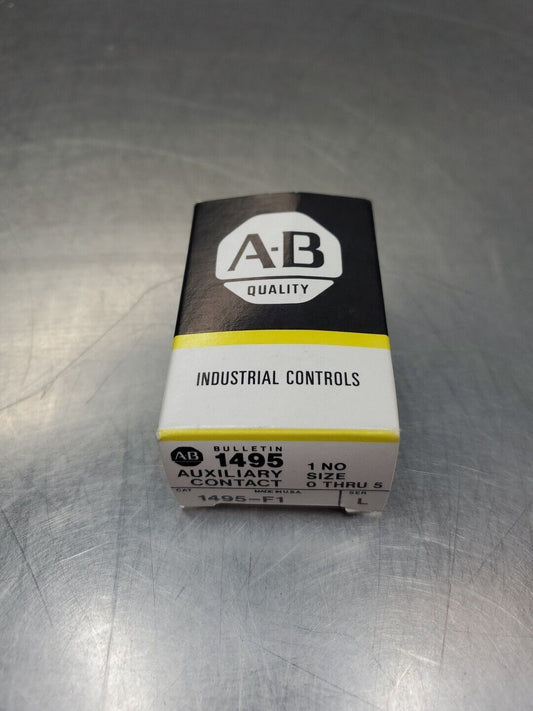 A-B
QUALITY
INDUSTRIAL CONTROLS
AB BULLETIN 1495
AUXILIARY CONTACT
1 NO
SIZE
0 THRU 5
CAT 1495-F1
MADE IN U.S.A.
SER L